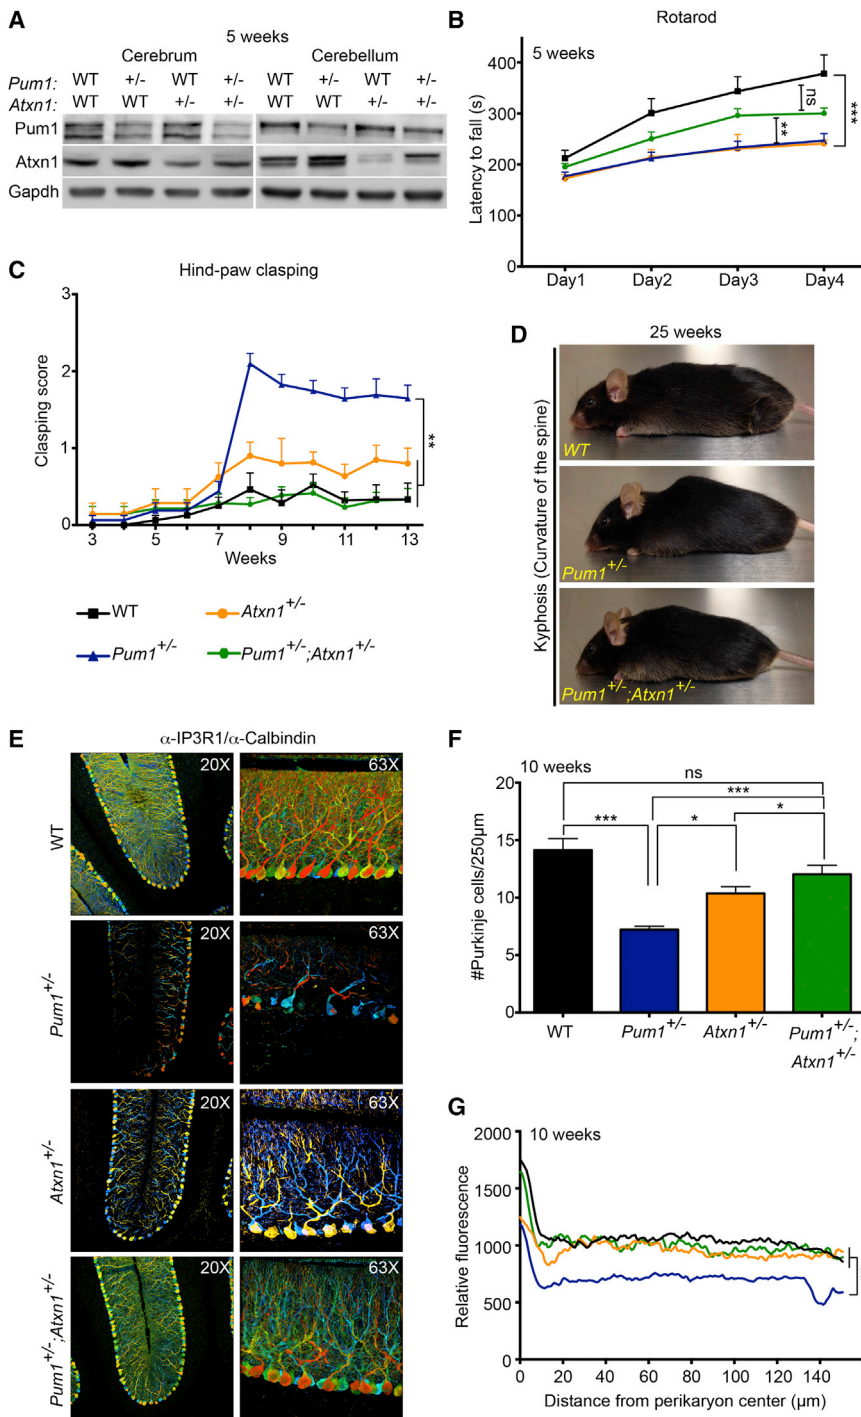 A
5 weeks
Cerebrum Cerebellum
Pum1: WT +/- WT +/- WT +/- WT +/-
Atxn1: WT WT +/- +/- WT WT +/- +/-
Pum1
Atxn1
Gapdh
B
Rotarod
5 weeks
Latency to fall (s)
500
400
300
200
100
0
ns
**
***
Day1 Day2 Day3 Day4
C
Hind-paw clasping
Clasping score
3
2
1
0
**
3 5 7 9 11 13
Weeks
WT Atxn1+/-
Pum1+/- Pum1+/-;Atxn1+/-
D
25 weeks
Kyphosis (Curvature of the spine)
WT
Pum1+/-
Pum1+/-;Atxn1+/-
E
α-IP3R1/α-Calbindin
WT
20X 63X
Pum1+/-
20X 63X
Atxn1+/-
20X 63X
Pum1+/-;Atxn1+/-
20X 63X
F
10 weeks
#Purkinje cells/250µm
20
15
10
5
0
ns
***
*** * *
WT Pum1+/- Atxn1+/- Pum1+/-;
Atxn1+/-
G
10 weeks
Relative fluorescence
2000
1500
1000
500
0
0 20 40 60 80 100 120 140
Distance from perikaryon center (µm)